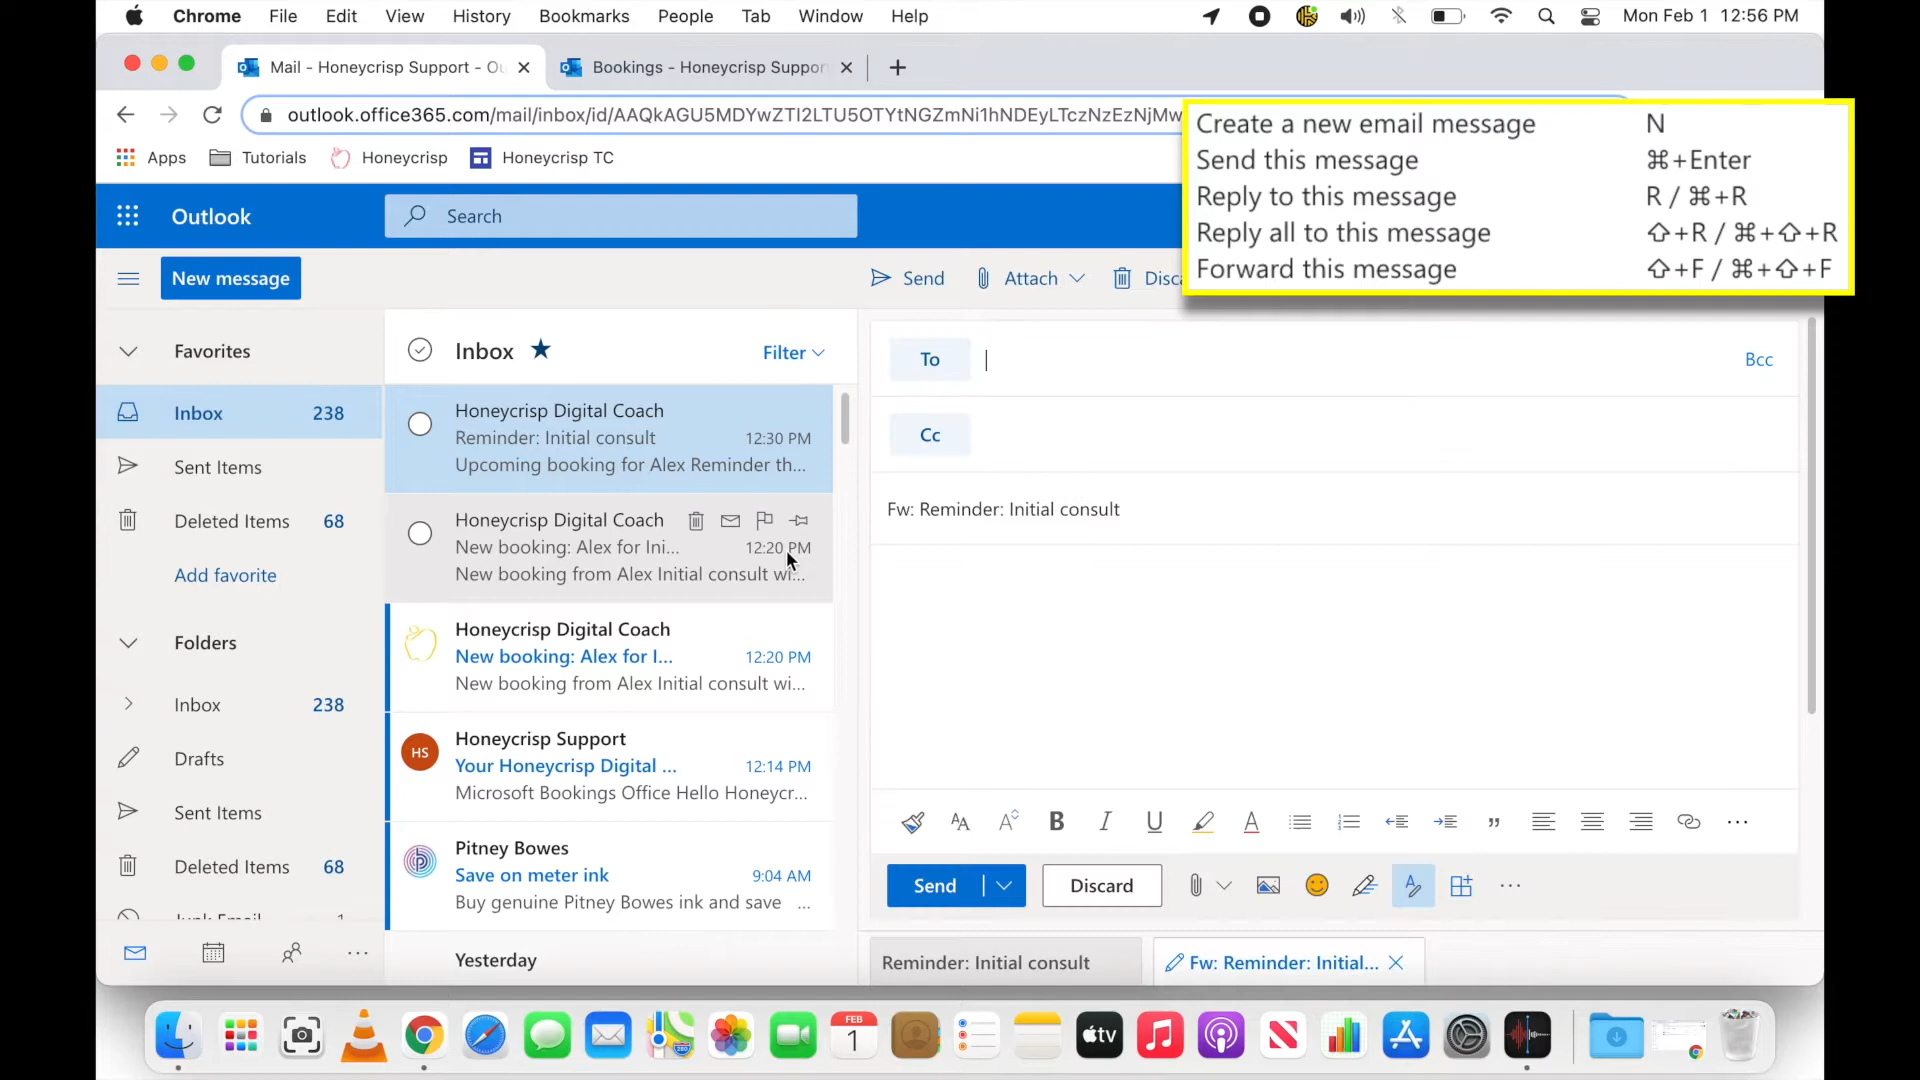 Chrome File Edit View History Bookmarks People Tab Window Help Mon Feb 1 12:56 PM
Mail - Honeycrisp Support - Ou Bookings - Honeycrisp Suppor
outlook.office365.com/mail/inbox/id/AAQkAGU5MDYwZTI2LTU5OTYtNGZmNi1hNDEyLTczNzEzNjMw
Apps Tutorials Honeycrisp Honeycrisp TC
Create a new email message N
Send this message ⌘+Enter
Reply to this message R / ⌘+R
Reply all to this message ⇧+R / ⌘+⇧+R
Forward this message ⇧+F / ⌘+⇧+F
Outlook Search
New message Send Attach Disca
Favorites
Inbox 238
Sent Items
Deleted Items 68
Add favorite
Folders
Inbox 238
Drafts
Sent Items
Deleted Items 68
Junk Email 1
Inbox Filter
Honeycrisp Digital Coach
Reminder: Initial consult 12:30 PM
Upcoming booking for Alex Reminder th...
Honeycrisp Digital Coach
New booking: Alex for Ini... 12:20 PM
New booking from Alex Initial consult wi...
Honeycrisp Digital Coach
New booking: Alex for I... 12:20 PM
New booking from Alex Initial consult wi...
HS
Honeycrisp Support
Your Honeycrisp Digital ... 12:14 PM
Microsoft Bookings Office Hello Honeycr...
Pitney Bowes
Save on meter ink 9:04 AM
Buy genuine Pitney Bowes ink and save ...
Yesterday
To Bcc
Cc
Fw: Reminder: Initial consult
Send Discard
Reminder: Initial consult Fw: Reminder: Initial...
FEB
1
tv